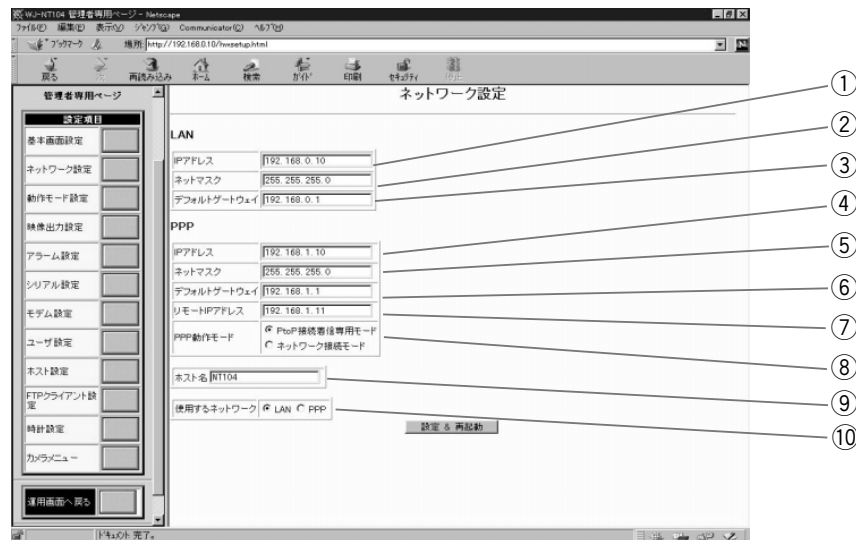 WJ-NT104 管理者専用ページ - Netscape
ファイル(F) 編集(E) 表示(V) ジャンプ(G) Communicator(C) ヘルプ(H)
ブックマーク 場所: http://192.168.0.10/hwsetup.html
戻る 再読み込み ホーム 検索 ガイド 印刷 セキュリティ 停止
管理者専用ページ
設定項目
基本画面設定
ネットワーク設定
動作モード設定
映像出力設定
アラーム設定
シリアル設定
モデム設定
ユーザ設定
ホスト設定
FTPクライアント設定
時計設定
カメラメニュー
運用画面へ戻る
ネットワーク設定
LAN
IPアドレス 192.168.0.10 ①
ネットマスク 255.255.255.0 ②
デフォルトゲートウェイ 192.168.0.1 ③
PPP
IPアドレス 192.168.1.10 ④
ネットマスク 255.255.255.0 ⑤
デフォルトゲートウェイ 192.168.1.1 ⑥
リモートIPアドレス 192.168.1.11 ⑦
PPP動作モード PtoP接続着信専用モード ⑧
ネットワーク接続モード
ホスト名 NT104 ⑨
使用するネットワーク LAN PPP ⑩
設定 & 再起動
ドキュメント 完了。